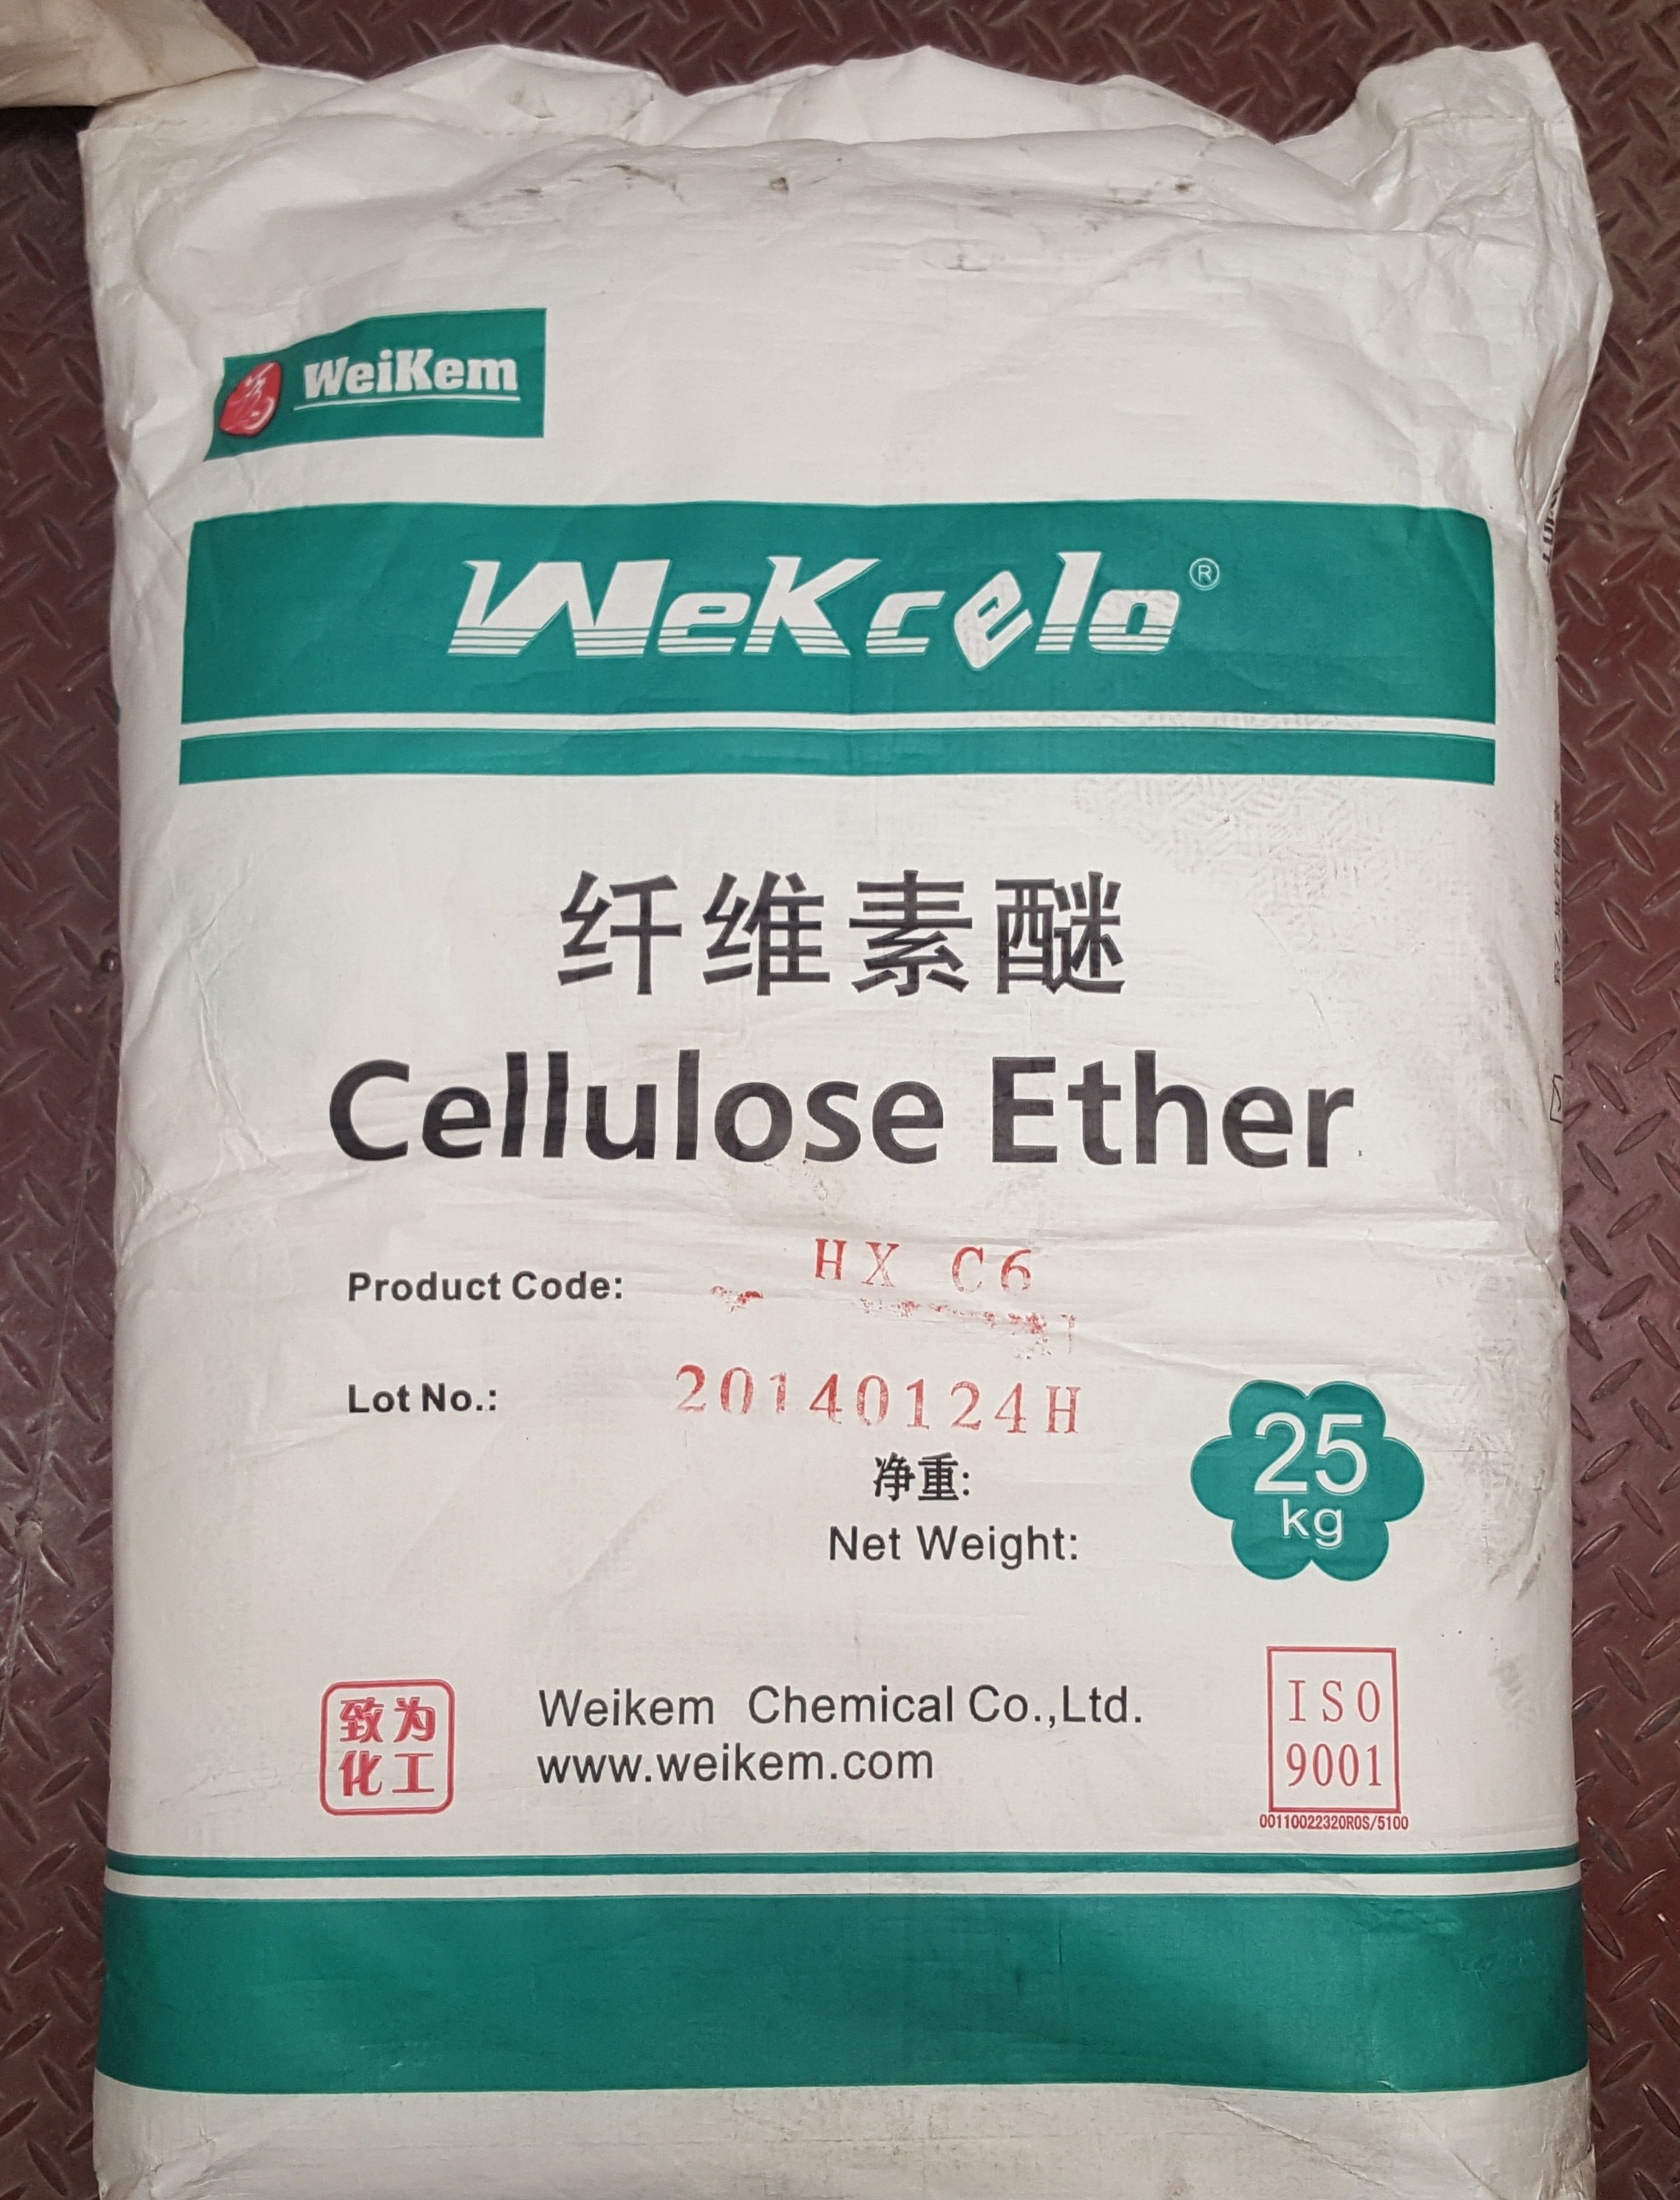 WeiKem
WeKcelo®
纤维素醚
Cellulose Ether
Product Code: HX C6
Lot No.: 20140124H
净重:
Net Weight:
25
kg
致为
化工
Weikem Chemical Co.,Ltd.
www.weikem.com
ISO
9001
00110022320R0S/5100